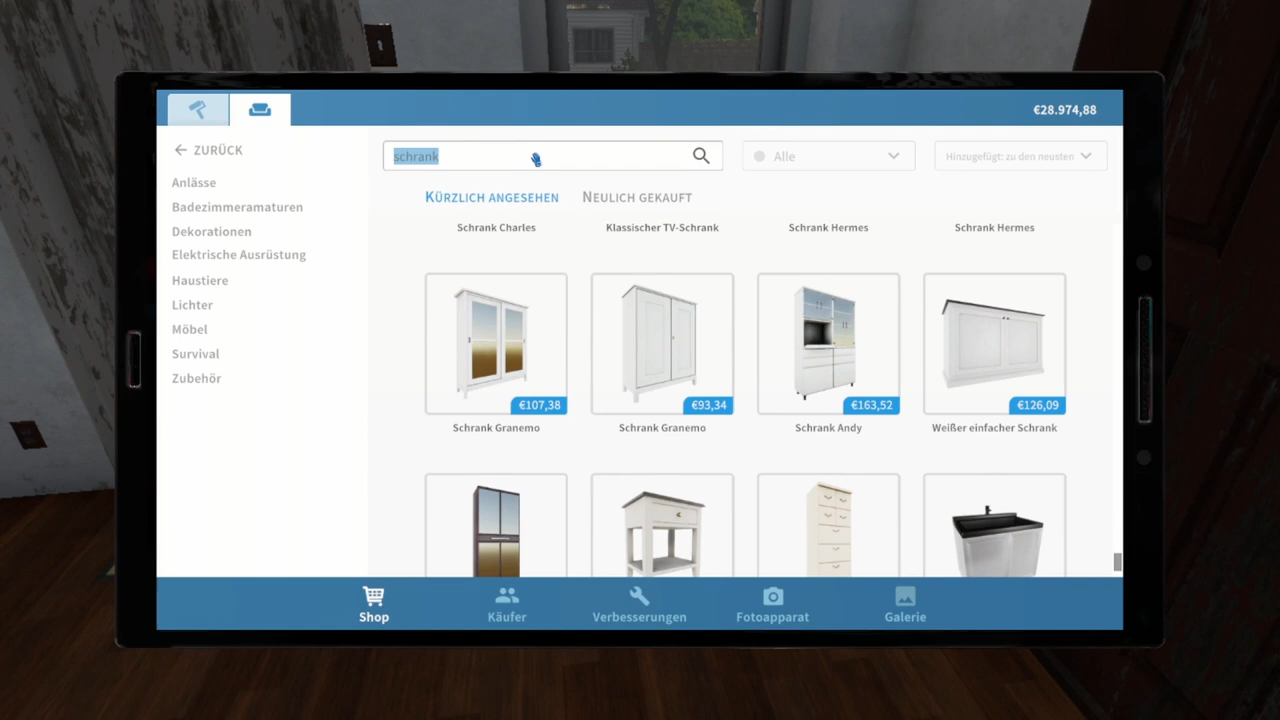 €28.974,88
ZURÜCK
schrank
Alle
Hinzugefügt: zu den neusten
Anlässe
Badezimmeramaturen
Dekorationen
Elektrische Ausrüstung
Haustiere
Lichter
Möbel
Survival
Zubehör
KÜRZLICH ANGESEHEN
NEULICH GEKAUFT
Schrank Charles
Klassischer TV-Schrank
Schrank Hermes
Schrank Hermes
€107,38
€93,34
€163,52
€126,09
Schrank Granemo
Schrank Granemo
Schrank Andy
Weißer einfacher Schrank
Shop
Käufer
Verbesserungen
Fotoapparat
Galerie